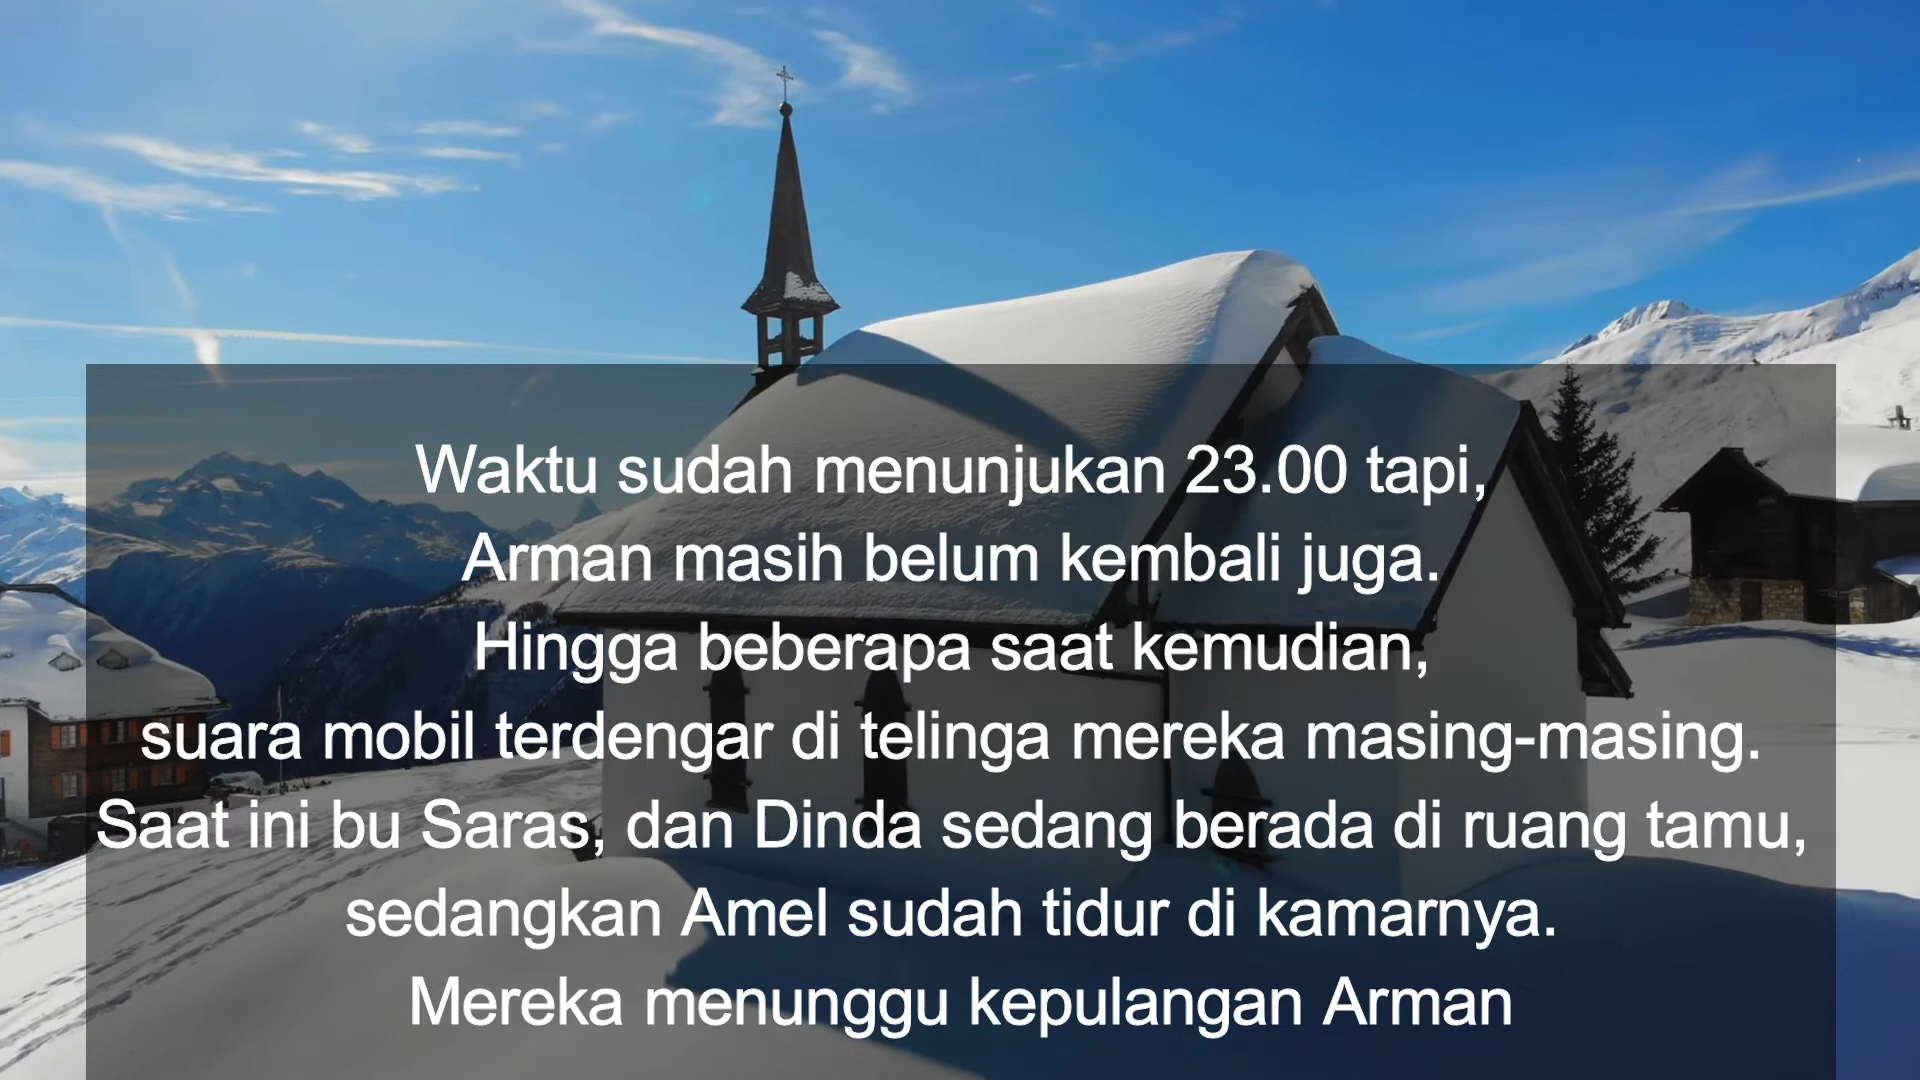 Waktu sudah menunjukan 23.00 tapi,
Arman masih belum kembali juga.
Hingga beberapa saat kemudian,
suara mobil terdengar di telinga mereka masing-masing.
Saat ini bu Saras, dan Dinda sedang berada di ruang tamu,
sedangkan Amel sudah tidur di kamarnya.
Mereka menunggu kepulangan Arman